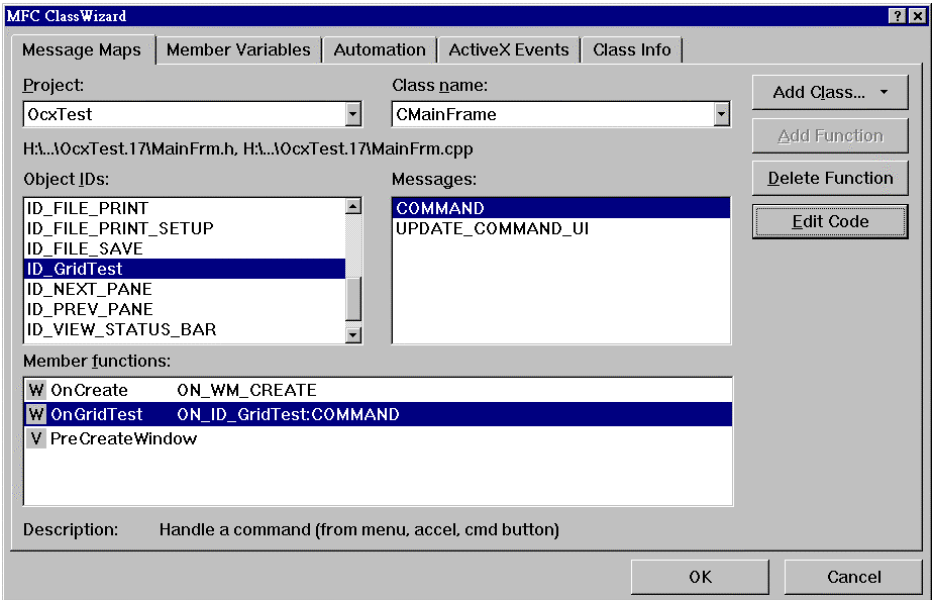 MFC ClassWizard
Message Maps Member Variables Automation ActiveX Events Class Info
Project:
OcxTest
Class name:
CMainFrame
Add Class...
Add Function
Delete Function
Edit Code
H:\...\OcxTest.17\MainFrm.h, H:\...\OcxTest.17\MainFrm.cpp
Object IDs:
ID_FILE_PRINT
ID_FILE_PRINT_SETUP
ID_FILE_SAVE
ID_GridTest
ID_NEXT_PANE
ID_PREV_PANE
ID_VIEW_STATUS_BAR
Messages:
COMMAND
UPDATE_COMMAND_UI
Member functions:
W OnCreate ON_WM_CREATE
W OnGridTest ON_ID_GridTest:COMMAND
V PreCreateWindow
Description: Handle a command (from menu, accel, cmd button)
OK Cancel